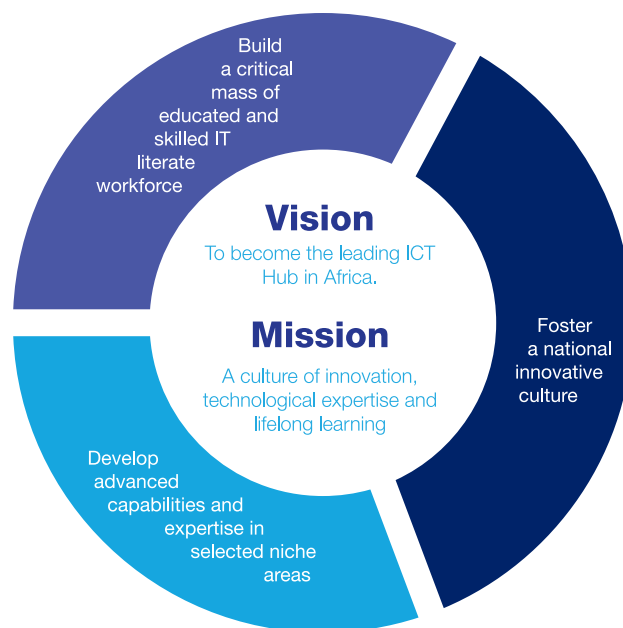 Build
a critical
mass of
educated and
skilled IT
literate
workforce
Vision
To become the leading ICT
Hub in Africa.
Mission
A culture of innovation,
technological expertise and
lifelong learning
Foster
a national
innovative
culture
Develop
advanced
capabilities and
expertise in
selected niche
areas